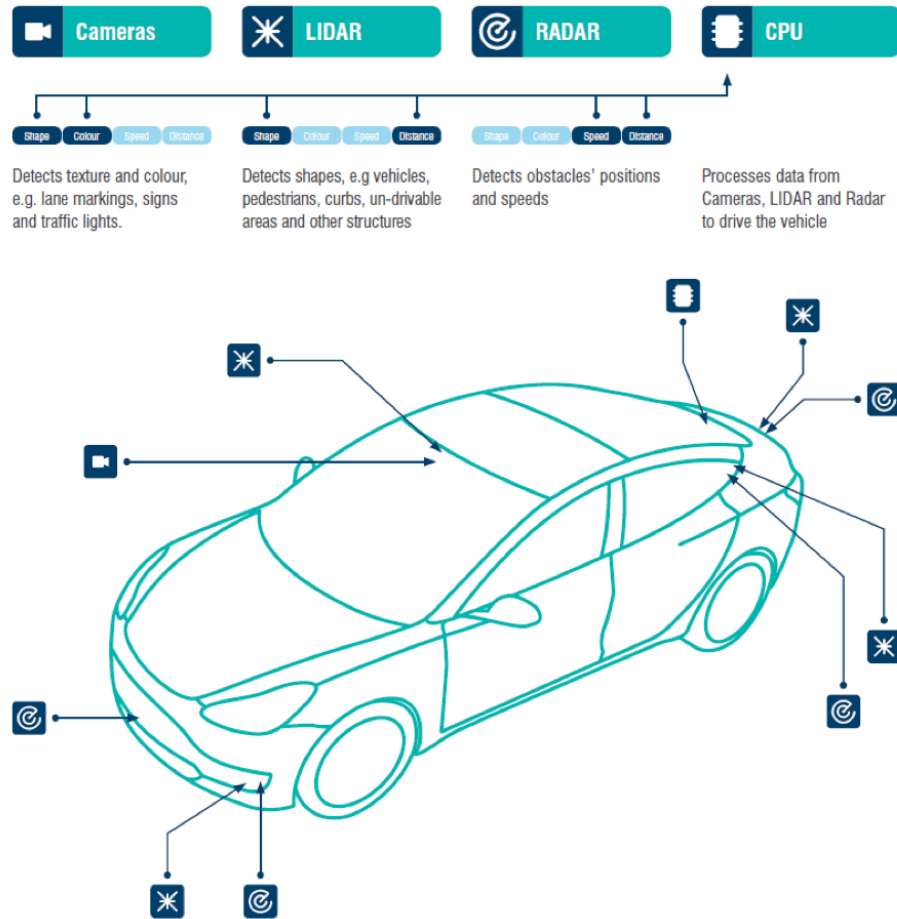 Cameras
LIDAR
RADAR
CPU
Shape Colour Speed Distance
Shape Colour Speed Distance
Shape Colour Speed Distance
Detects texture and colour,
e.g. lane markings, signs
and traffic lights.
Detects shapes, e.g vehicles,
pedestrians, curbs, un-drivable
areas and other structures
Detects obstacles' positions
and speeds
Processes data from
Cameras, LIDAR and Radar
to drive the vehicle